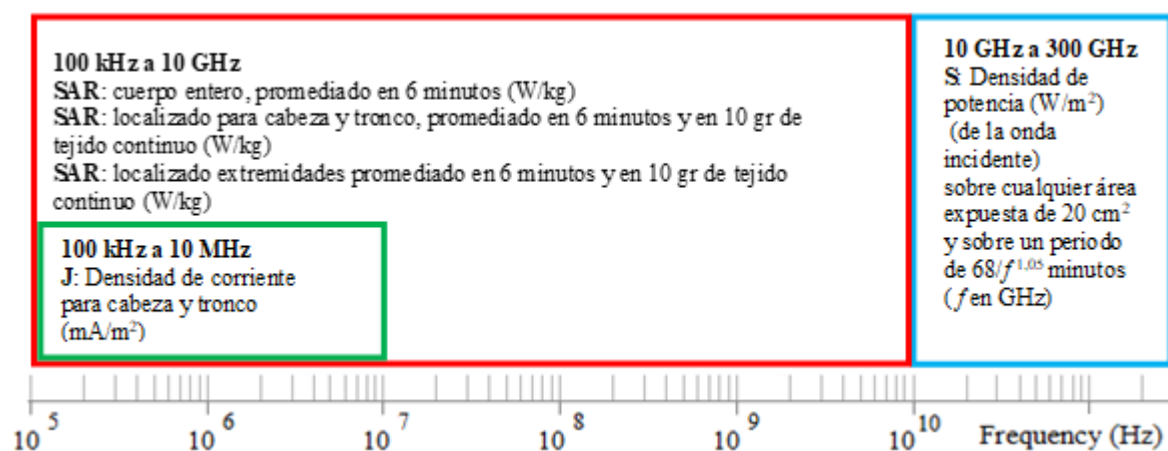 100 kHz a 10 GHz
SAR: cuerpo entero, promediado en 6 minutos (W/kg)
SAR: localizado para cabeza y tronco, promediado en 6 minutos y en 10 gr de
tejido continuo (W/kg)
SAR: localizado extremidades promediado en 6 minutos y en 10 gr de tejido
continuo (W/kg)
100 kHz a 10 MHz
J: Densidad de corriente
para cabeza y tronco
(mA/m²)
10 GHz a 300 GHz
S: Densidad de
potencia (W/m²)
(de la onda
incidente)
sobre cualquier área
expuesta de 20 cm²
y sobre un periodo
de 68/f^1,05 minutos
(f en GHz)
10^5 10^6 10^7 10^8 10^9 10^10 Frequency (Hz)